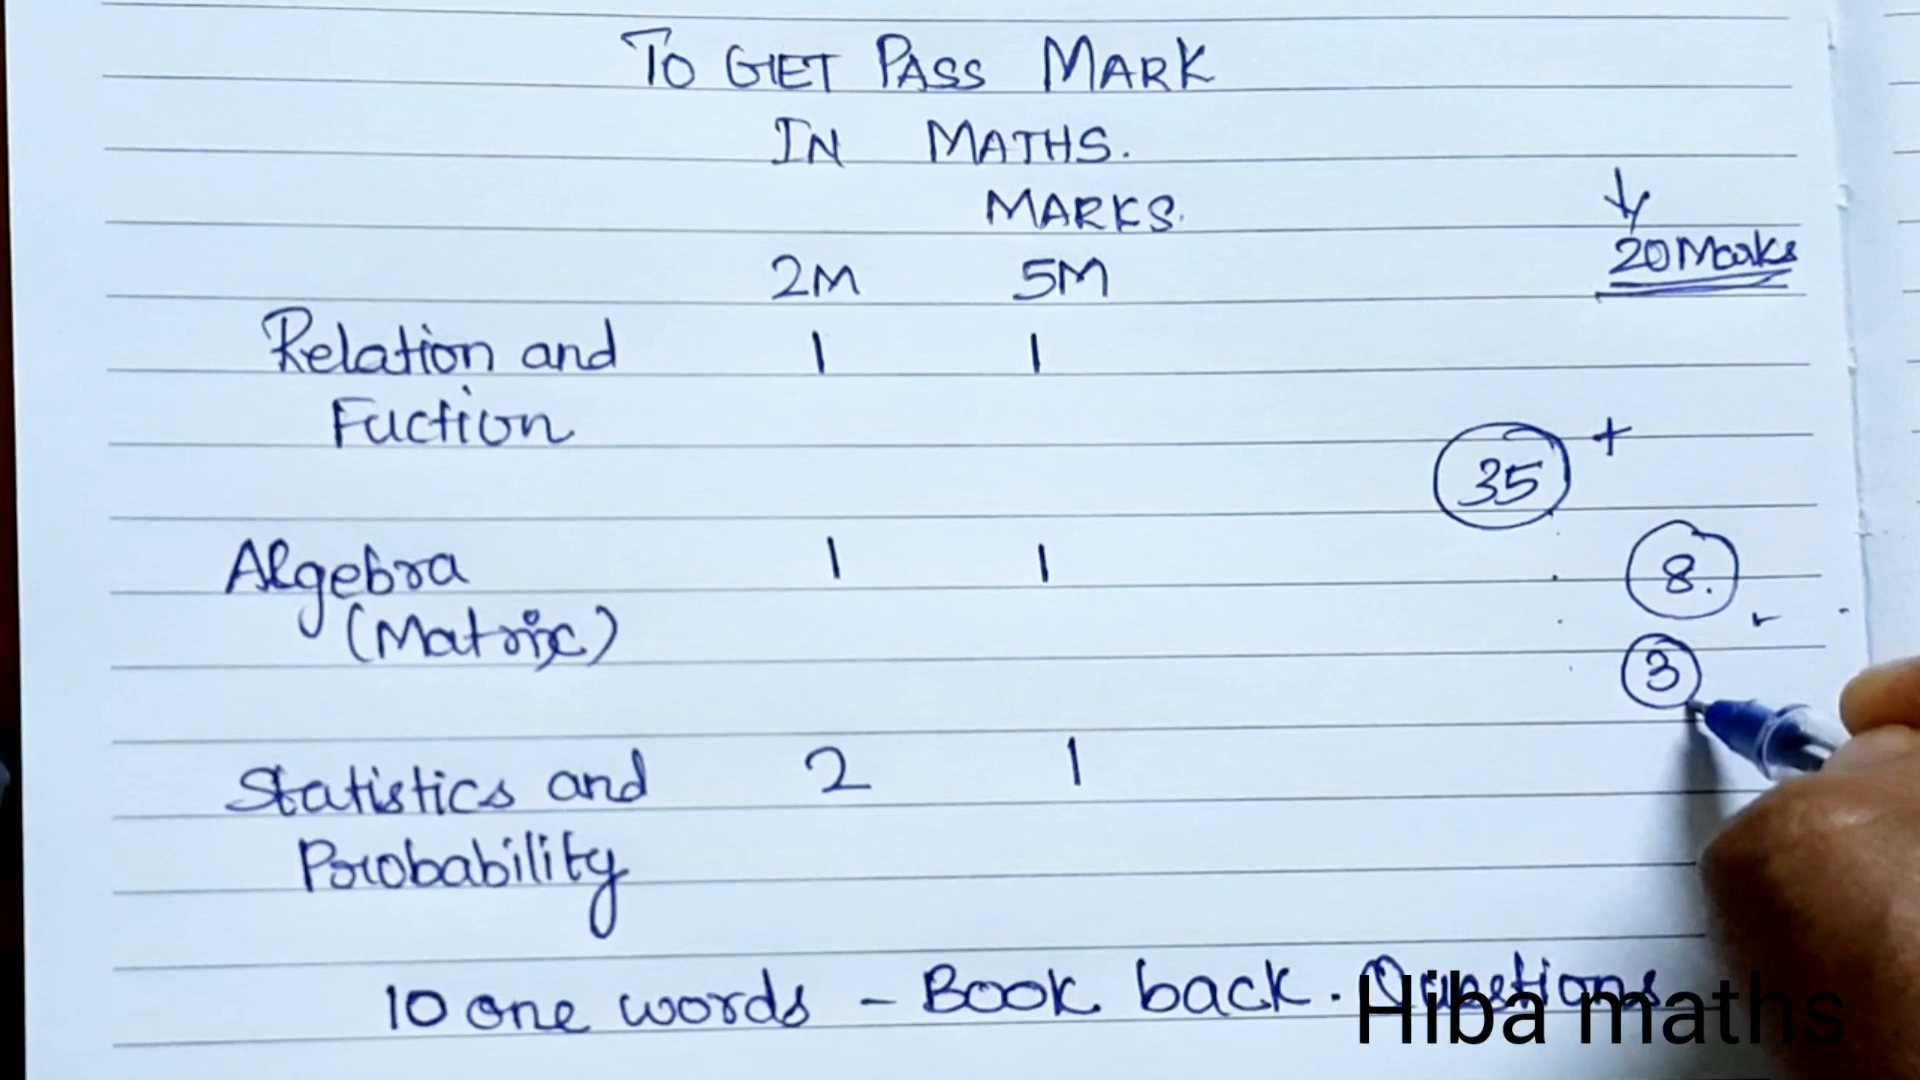 TO GET PASS MARK
IN MATHS.
MARKS.
20 Marks
2M 5M
Relation and 1 1
Fuction
35 +
8.
Algebra 1 1
(Matrix)
3
Statistics and 2 1
Probability
10 one words - Book back. Questions
Hiba maths